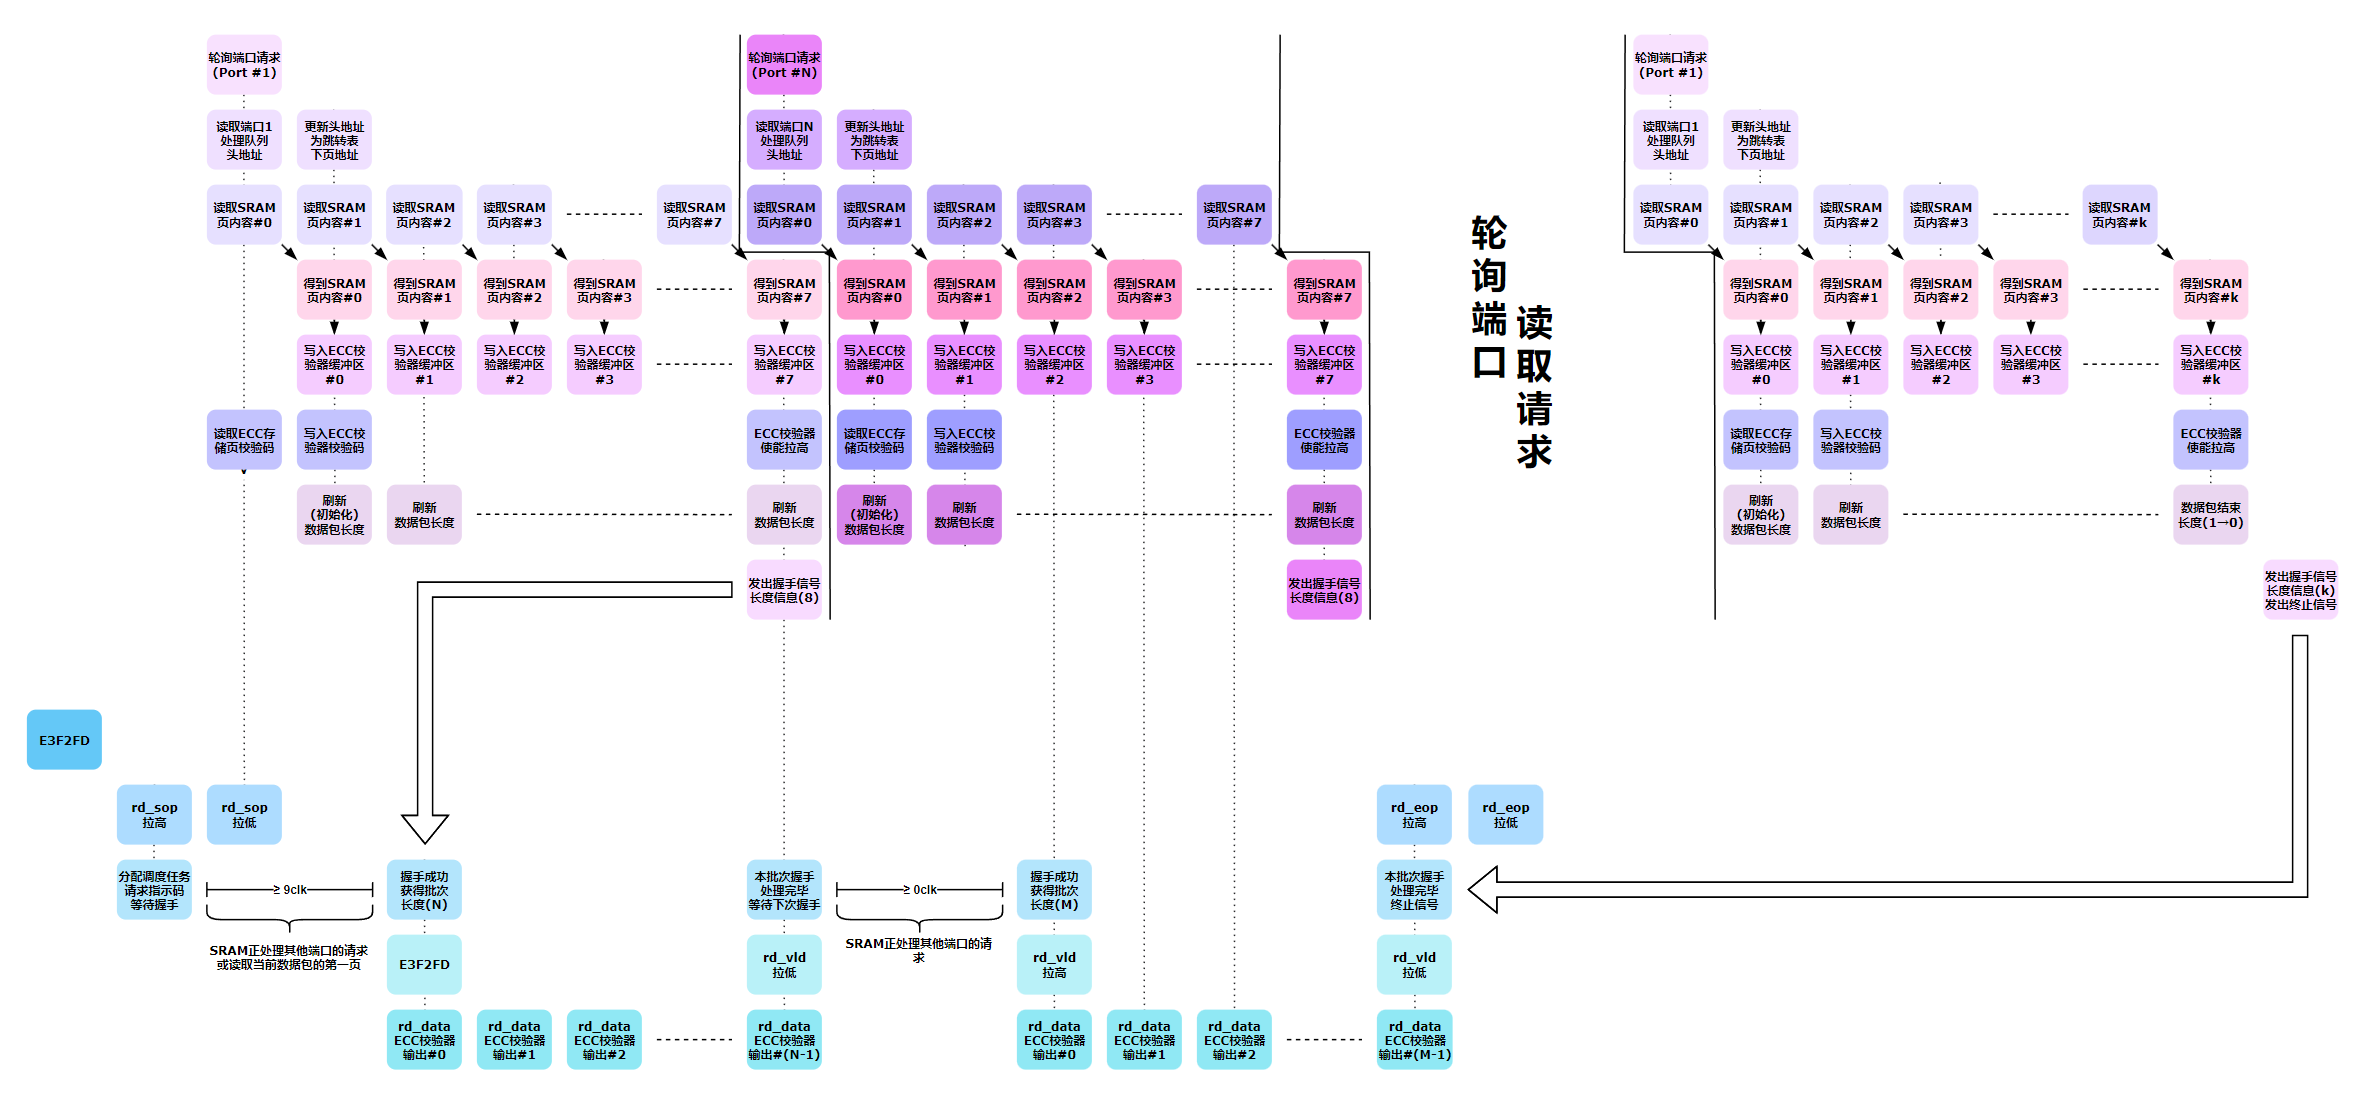 轮询端口请求
(Port #1)
轮询端口请求
(Port #N)
轮询端口请求
(Port #1)
读取端口1
处理队列
头地址
更新头地址
为跳转表
下页地址
读取端口N
处理队列
头地址
更新头地址
为跳转表
下页地址
读取端口1
处理队列
头地址
更新头地址
为跳转表
下页地址
读取SRAM
页内容#0
读取SRAM
页内容#1
读取SRAM
页内容#2
读取SRAM
页内容#3
读取SRAM
页内容#7
读取SRAM
页内容#0
读取SRAM
页内容#1
读取SRAM
页内容#2
读取SRAM
页内容#3
读取SRAM
页内容#7
读取SRAM
页内容#0
读取SRAM
页内容#1
读取SRAM
页内容#2
读取SRAM
页内容#3
读取SRAM
页内容#k
轮询端口
读取请求
得到SRAM
页内容#0
得到SRAM
页内容#1
得到SRAM
页内容#2
得到SRAM
页内容#3
得到SRAM
页内容#7
得到SRAM
页内容#0
得到SRAM
页内容#1
得到SRAM
页内容#2
得到SRAM
页内容#3
得到SRAM
页内容#7
得到SRAM
页内容#0
得到SRAM
页内容#1
得到SRAM
页内容#2
得到SRAM
页内容#3
得到SRAM
页内容#k
写入ECC校
验器缓冲区
#0
写入ECC校
验器缓冲区
#1
写入ECC校
验器缓冲区
#2
写入ECC校
验器缓冲区
#3
写入ECC校
验器缓冲区
#7
写入ECC校
验器缓冲区
#0
写入ECC校
验器缓冲区
#1
写入ECC校
验器缓冲区
#2
写入ECC校
验器缓冲区
#3
写入ECC校
验器缓冲区
#7
写入ECC校
验器缓冲区
#0
写入ECC校
验器缓冲区
#1
写入ECC校
验器缓冲区
#2
写入ECC校
验器缓冲区
#3
写入ECC校
验器缓冲区
#k
读取ECC存
储页校验码
写入ECC校
验器校验码
ECC校验器
使能拉高
读取ECC存
储页校验码
写入ECC校
验器校验码
ECC校验器
使能拉高
读取ECC存
储页校验码
写入ECC校
验器校验码
ECC校验器
使能拉高
刷新
(初始化)
数据包长度
刷新
数据包长度
刷新
数据包长度
刷新
(初始化)
数据包长度
刷新
数据包长度
刷新
数据包长度
刷新
(初始化)
数据包长度
刷新
数据包长度
数据包结束
长度(1→0)
发出握手信号
长度信息(8)
发出握手信号
长度信息(8)
发出握手信号
长度信息(k)
发出终止信号
E3F2FD
rd_sop
拉高
rd_sop
拉低
rd_eop
拉高
rd_eop
拉低
分配调度任务
请求指示码
等待握手
≥ 9clk
SRAM正处理其他端口的请求
或读取当前数据包的第一页
握手成功
获得批次
长度(N)
本批次握手
处理完毕
等待下次握手
≥ 0clk
SRAM正处理其他端口的请
求
握手成功
获得批次
长度(M)
本批次握手
处理完毕
终止信号
E3F2FD
rd_vld
拉低
rd_vld
拉高
rd_vld
拉低
rd_data
ECC校验器
输出#0
rd_data
ECC校验器
输出#1
rd_data
ECC校验器
输出#2
rd_data
ECC校验器
输出#(N-1)
rd_data
ECC校验器
输出#0
rd_data
ECC校验器
输出#1
rd_data
ECC校验器
输出#2
rd_data
ECC校验器
输出#(M-1)